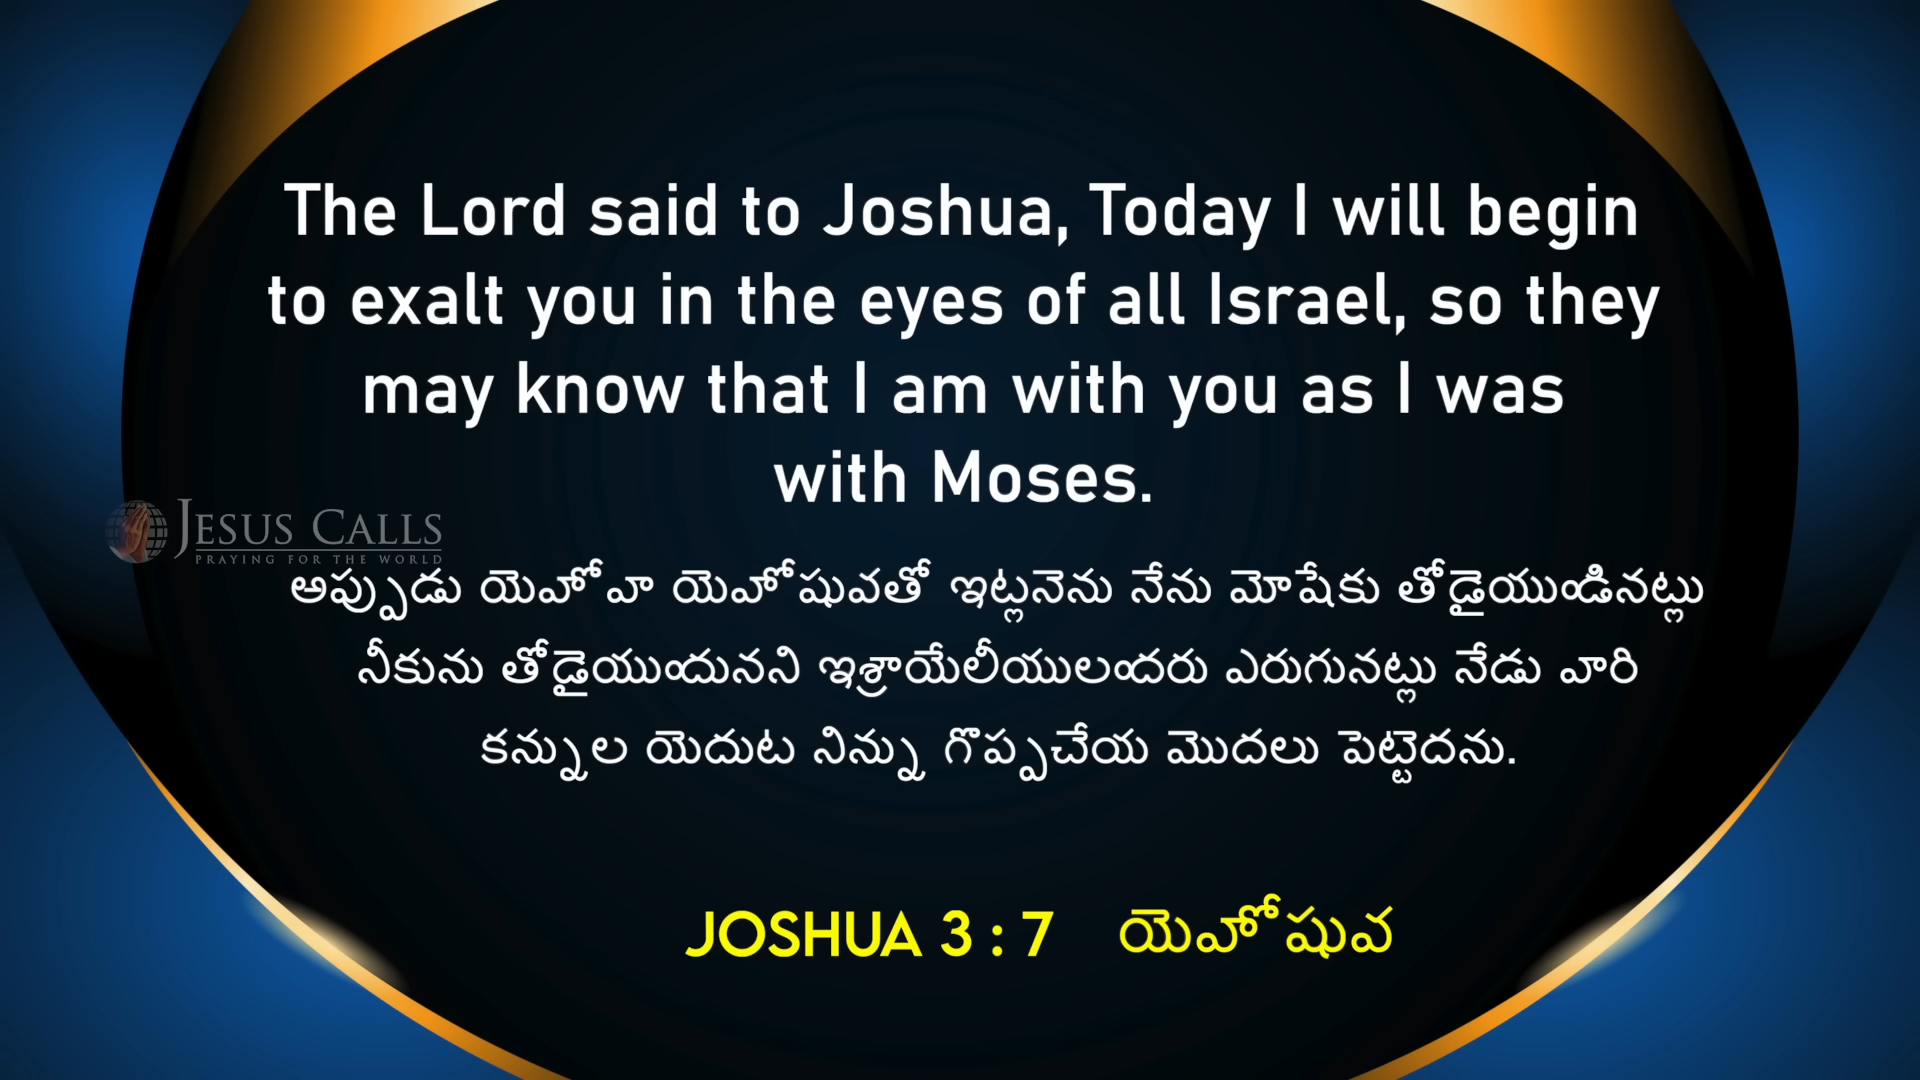 The Lord said to Joshua, Today I will begin
to exalt you in the eyes of all Israel, so they
may know that I am with you as I was
with Moses.
JESUS CALLS
PRAYING FOR THE WORLD
అప్పుడు యెహోవా యెహోషువతో ఇట్లనెను నేను మోషేకు తోడైయుండినట్లు
నీకును తోడైయుందునని ఇశ్రాయేలీయులందరు ఎరుగునట్లు నేడు వారి
కన్నుల యెదుట నిన్ను గొప్పచేయ మొదలు పెట్టెదను.
JOSHUA 3 : 7 యెహోషువ